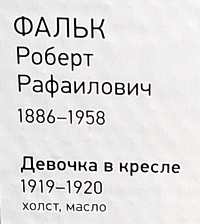 ФАЛЬК
Роберт
Рафаилович
1886–1958
Девочка в кресле
1919–1920
холст, масло